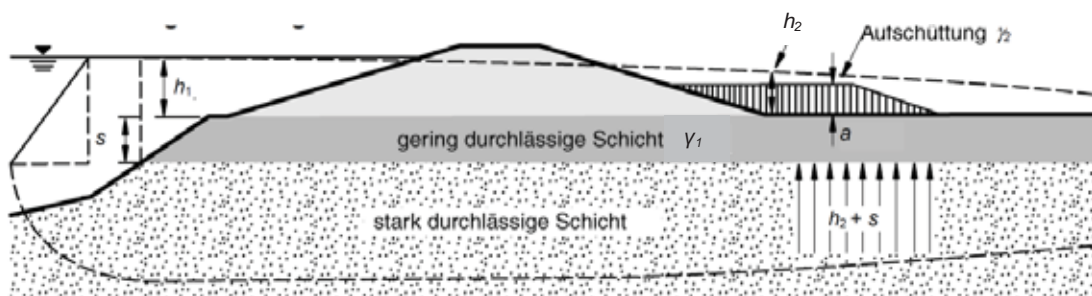 h₂
Aufschüttung γ₂
h₁
s
gering durchlässige Schicht γ₁
a
stark durchlässige Schicht
h₂ + s